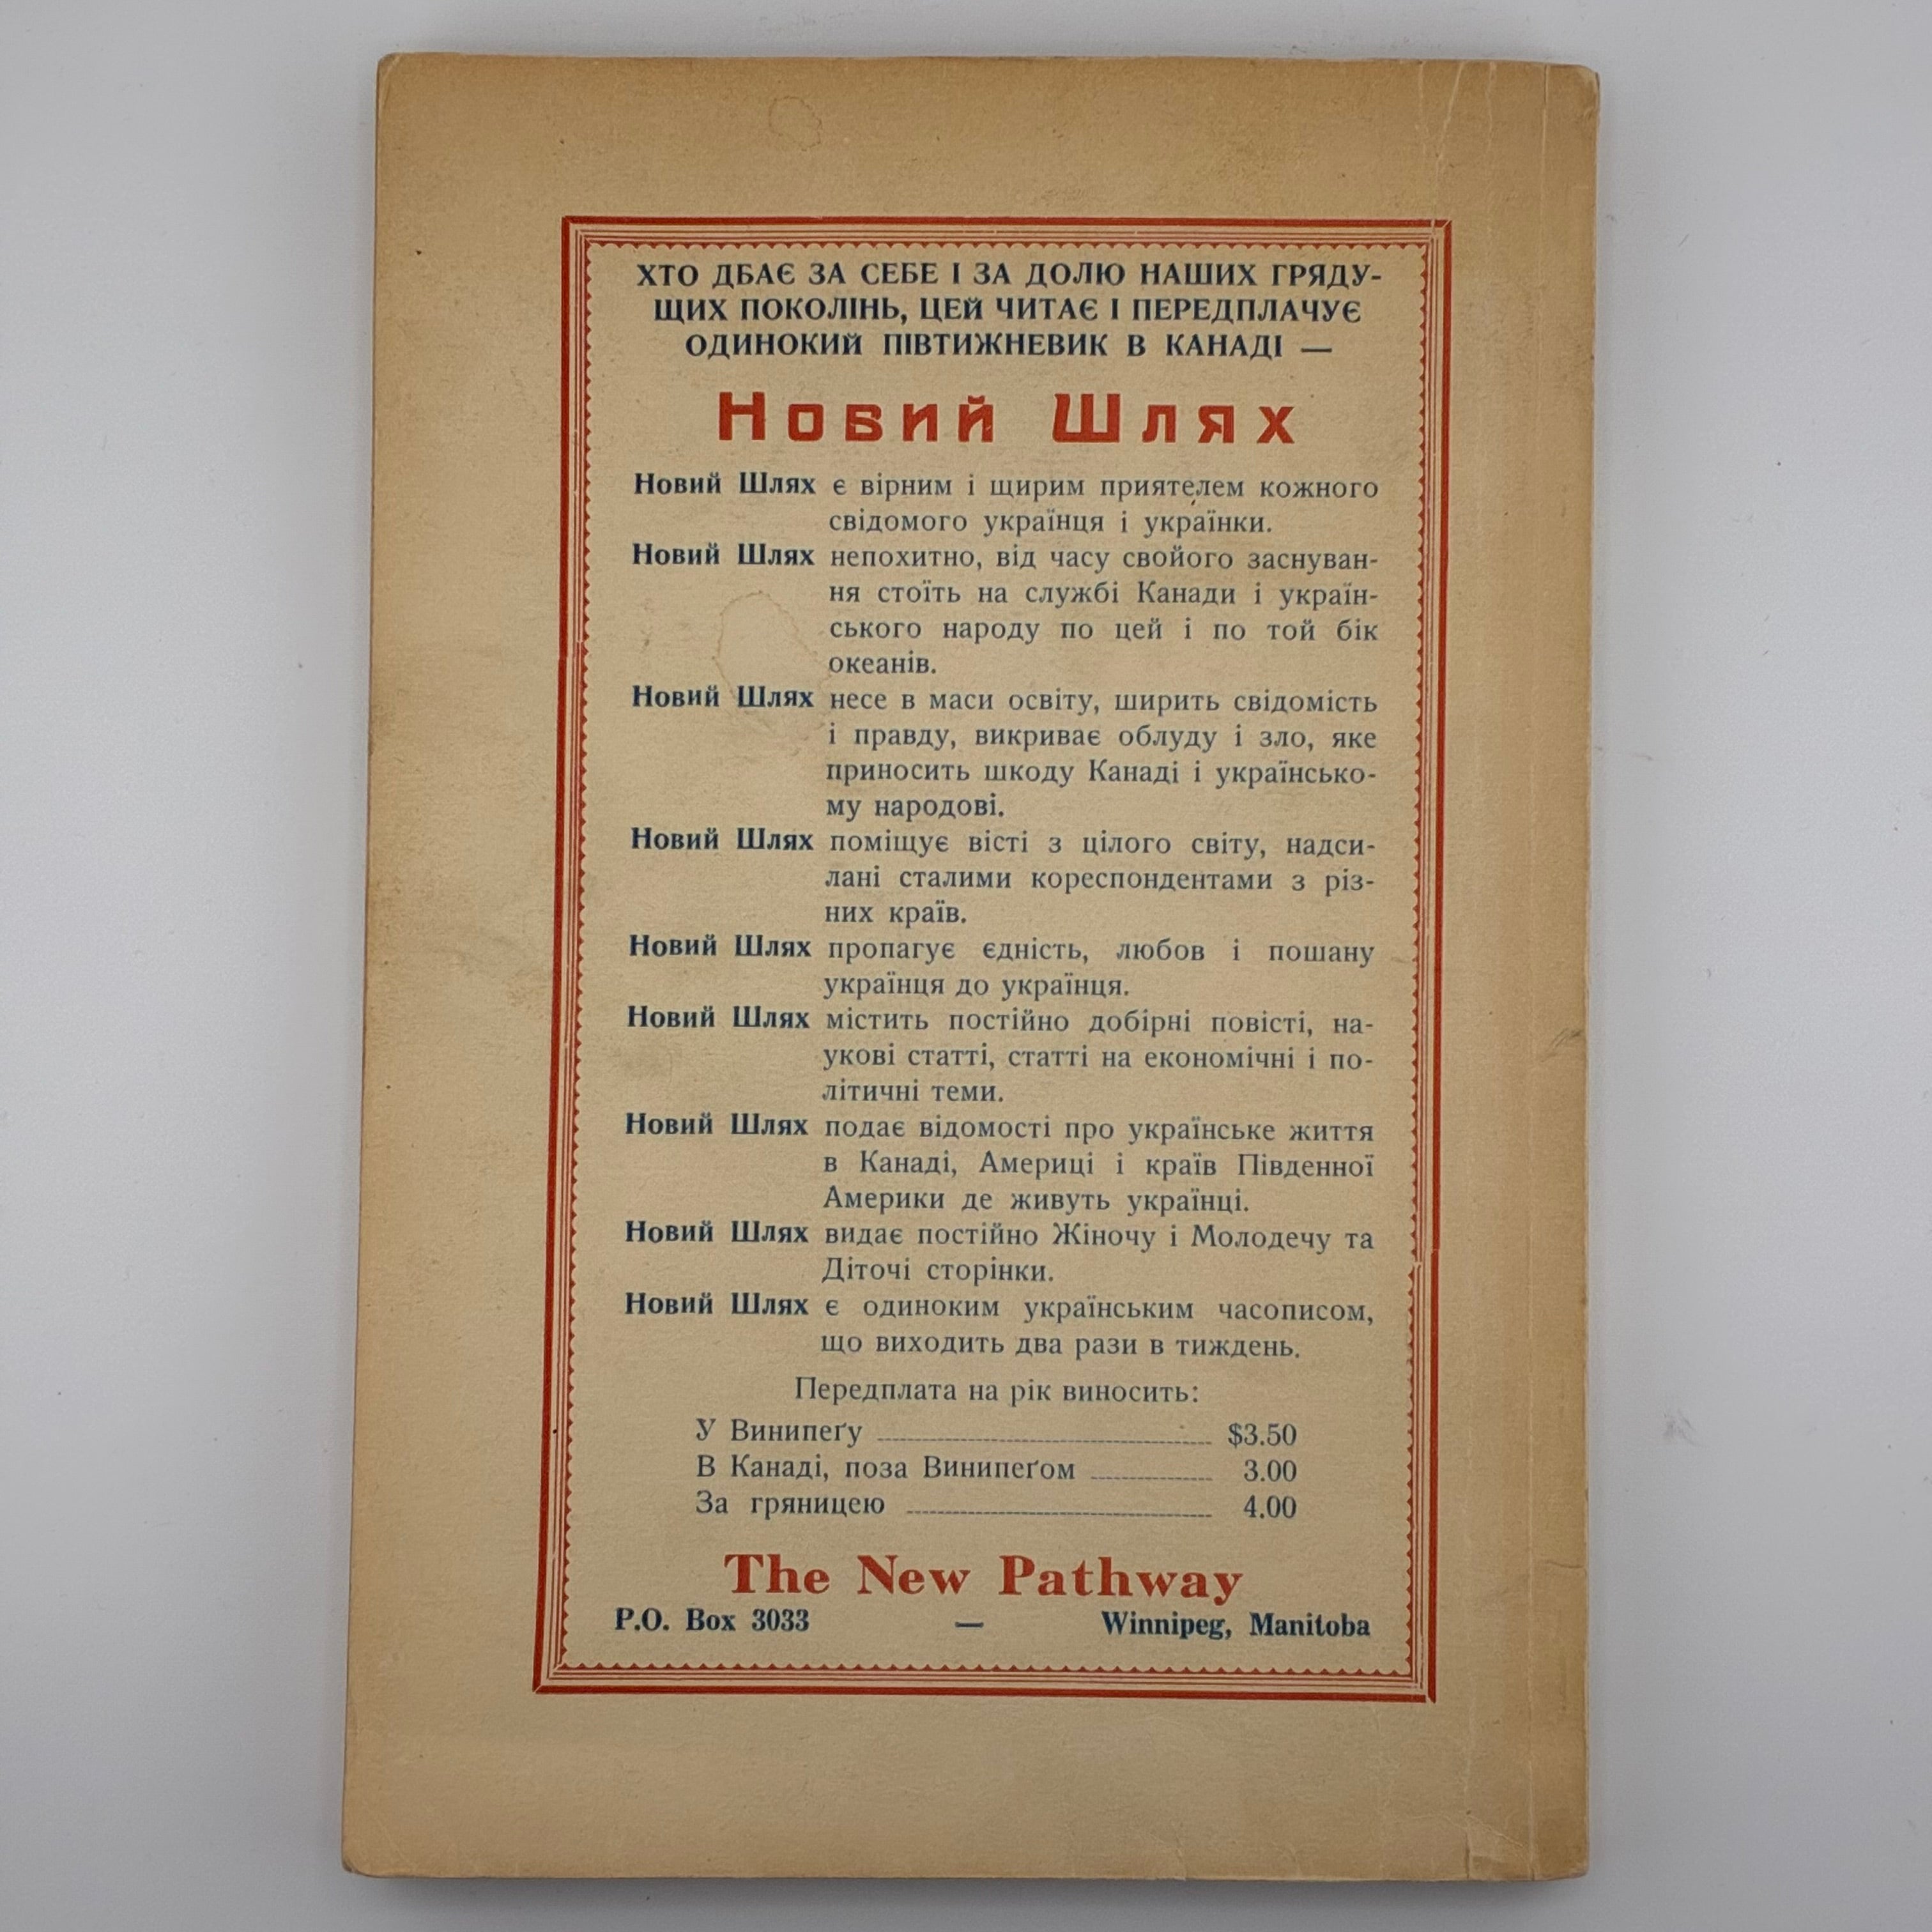 ХТО ДБАЄ ЗА СЕБЕ І ЗА ДОЛЮ НАШИХ ГРЯДУ-
ЩИХ ПОКОЛІНЬ, ЦЕЙ ЧИТАЄ І ПЕРЕДПЛАЧУЄ
ОДИНОКИЙ ПІВТИЖНЕВИК В КАНАДІ —
Новий Шлях
Новий Шлях є вірним і щирим приятелем кожного
свідомого українця і українки.
Новий Шлях непохитно, від часу свойого заснуван-
ня стоїть на службі Канади і україн-
ського народу по цей і по той бік
океанів.
Новий Шлях несе в маси освіту, ширить свідомість
і правду, викриває облуду і зло, яке
приносить шкоду Канаді і українсько-
му народові.
Новий Шлях поміщує вісті з цілого світу, надси-
лані сталими кореспондентами з різ-
них країв.
Новий Шлях пропагує єдність, любов і пошану
українця до українця.
Новий Шлях містить постійно добірні повісті, на-
укові статті, статті на економічні і по-
літичні теми.
Новий Шлях подає відомості про українське життя
в Канаді, Америці і країв Південної
Америки де живуть українці.
Новий Шлях видає постійно Жіночу і Молодечу та
Діточі сторінки.
Новий Шлях є одиноким українським часописом,
що виходить два рази в тиждень.
Передплата на рік виносить:
У Винипеґу $3.50
В Канаді, поза Винипеґом 3.00
За гряницею 4.00
The New Pathway
P.O. Box 3033 — Winnipeg, Manitoba